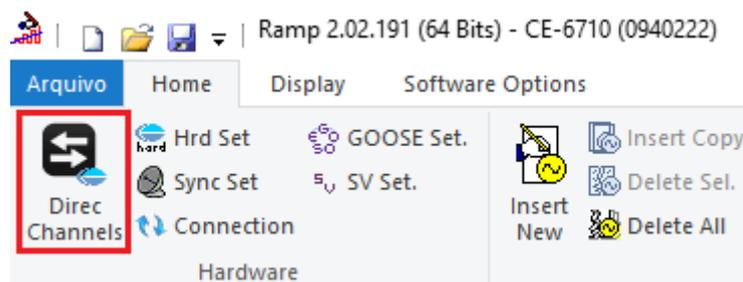 Ramp 2.02.191 (64 Bits) - CE-6710 (0940222)
Arquivo Home Display Software Options
Direc
Channels
Hrd Set
Sync Set
Connection
GOOSE Set.
SV Set.
Hardware
Insert
New
Insert Copy
Delete Sel.
Delete All